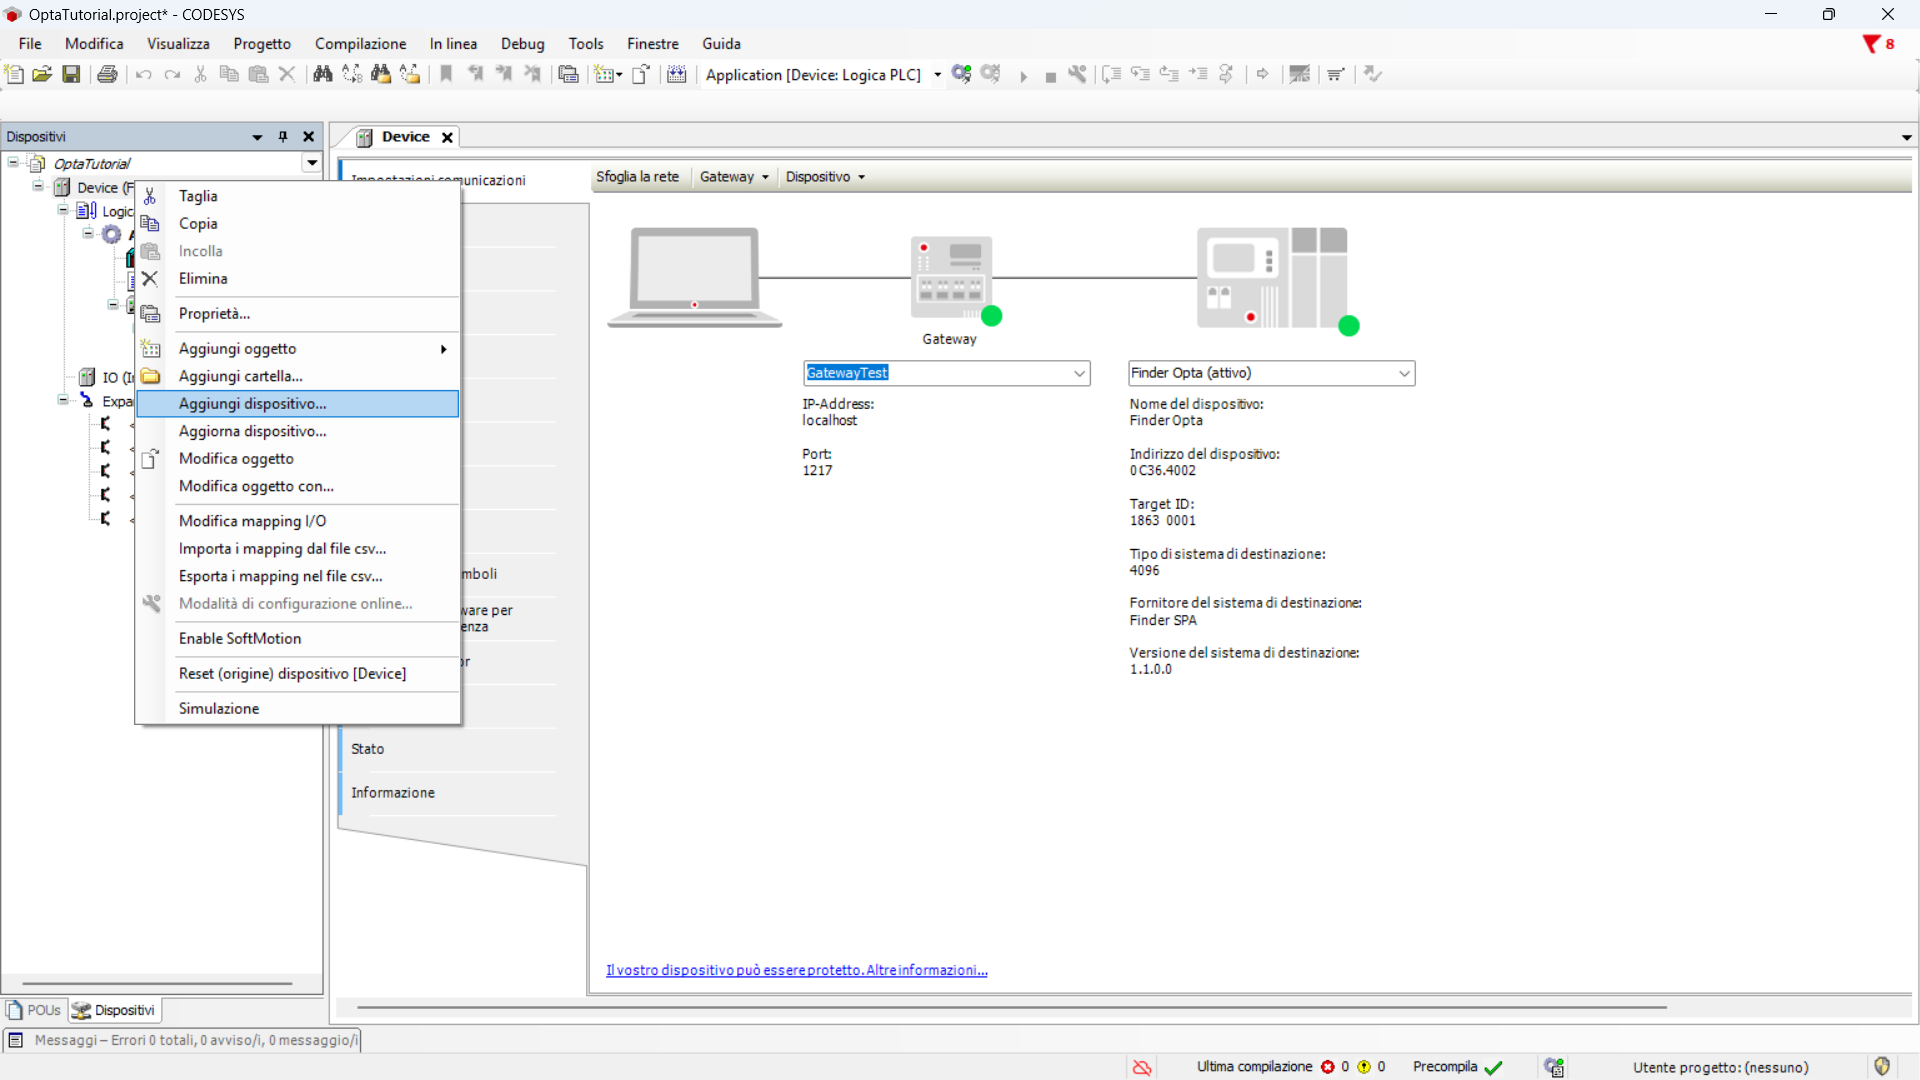 OptaTutorial.project* - CODESYS
File Modifica Visualizza Progetto Compilazione In linea Debug Tools Finestre Guida
8
Application [Device: Logica PLC]
Dispositivi
Device
OptaTutorial
Device (F
Logic
IO (In
Expa
Taglia
Copia
Incolla
Elimina
Proprietà...
Aggiungi oggetto
Aggiungi cartella...
Aggiungi dispositivo...
Aggiorna dispositivo...
Modifica oggetto
Modifica oggetto con...
Modifica mapping I/O
Importa i mapping dal file csv...
Esporta i mapping nel file csv...
Modalità di configurazione online...
Enable SoftMotion
Reset (origine) dispositivo [Device]
Simulazione
Impostazioni comunicazioni
mboli
ware per
enza
or
Stato
Informazione
Sfoglia la rete Gateway Dispositivo
Gateway
GatewayTest
IP-Address:
localhost
Port:
1217
Finder Opta (attivo)
Nome del dispositivo:
Finder Opta
Indirizzo del dispositivo:
0C36.4002
Target ID:
1863 0001
Tipo di sistema di destinazione:
4096
Fornitore del sistema di destinazione:
Finder SPA
Versione del sistema di destinazione:
1.1.0.0
Il vostro dispositivo può essere protetto. Altre informazioni...
POUs Dispositivi
Messaggi – Errori 0 totali, 0 avviso/i, 0 messaggio/i
Ultima compilazione 0 0 Precompila Utente progetto: (nessuno)